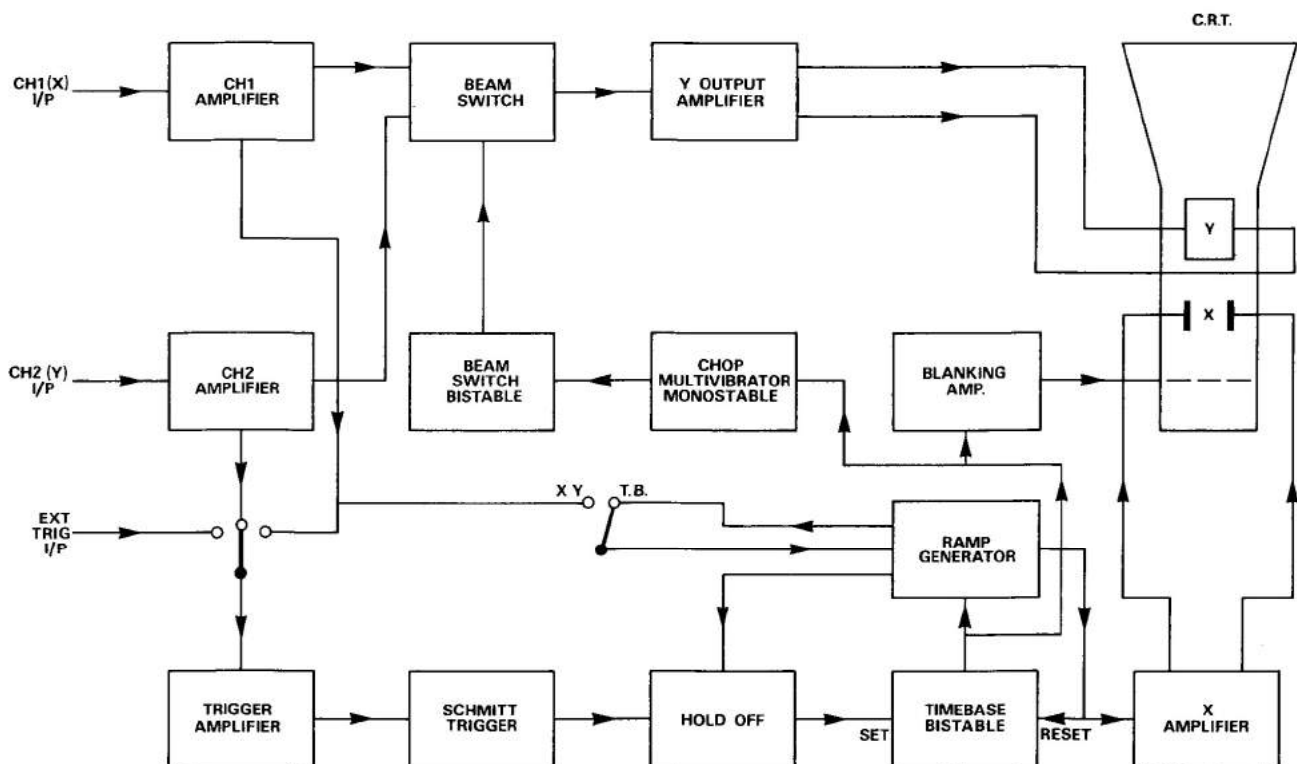 C.R.T.
CH1(X)
I/P
CH1
AMPLIFIER
BEAM
SWITCH
Y OUTPUT
AMPLIFIER
Y
X
CH2(Y)
I/P
CH2
AMPLIFIER
BEAM
SWITCH
BISTABLE
CHOP
MULTIVIBRATOR
MONOSTABLE
BLANKING
AMP.
EXT
TRIG
I/P
X Y
T.B.
RAMP
GENERATOR
TRIGGER
AMPLIFIER
SCHMITT
TRIGGER
HOLD OFF
SET
TIMEBASE
BISTABLE
RESET
X
AMPLIFIER